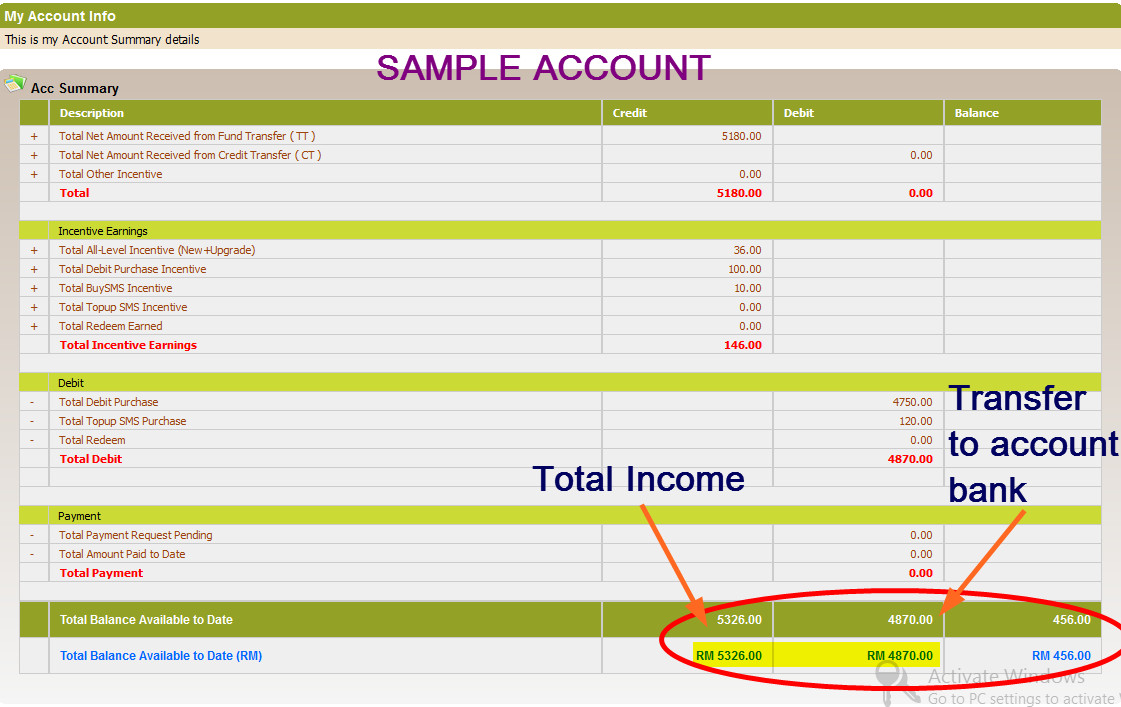 My Account Info
This is my Account Summary details
SAMPLE ACCOUNT
Acc Summary
Description Credit Debit Balance
+ Total Net Amount Received from Fund Transfer ( TT ) 5180.00
+ Total Net Amount Received from Credit Transfer ( CT ) 0.00
+ Total Other Incentive 0.00
Total 5180.00 0.00
Incentive Earnings
+ Total All-Level Incentive (New+Upgrade) 36.00
+ Total Debit Purchase Incentive 100.00
+ Total BuySMS Incentive 10.00
+ Total Topup SMS Incentive 0.00
+ Total Redeem Earned 0.00
Total Incentive Earnings 146.00
Debit
- Total Debit Purchase 4750.00
- Total Topup SMS Purchase 120.00
- Total Redeem 0.00
Total Debit 4870.00
Transfer
to account
bank
Total Income
Payment
- Total Payment Request Pending 0.00
- Total Amount Paid to Date 0.00
Total Payment 0.00
Total Balance Available to Date 5326.00 4870.00 456.00
Total Balance Available to Date (RM) RM 5326.00 RM 4870.00 RM 456.00
Activate Windows
Go to PC settings to activate W